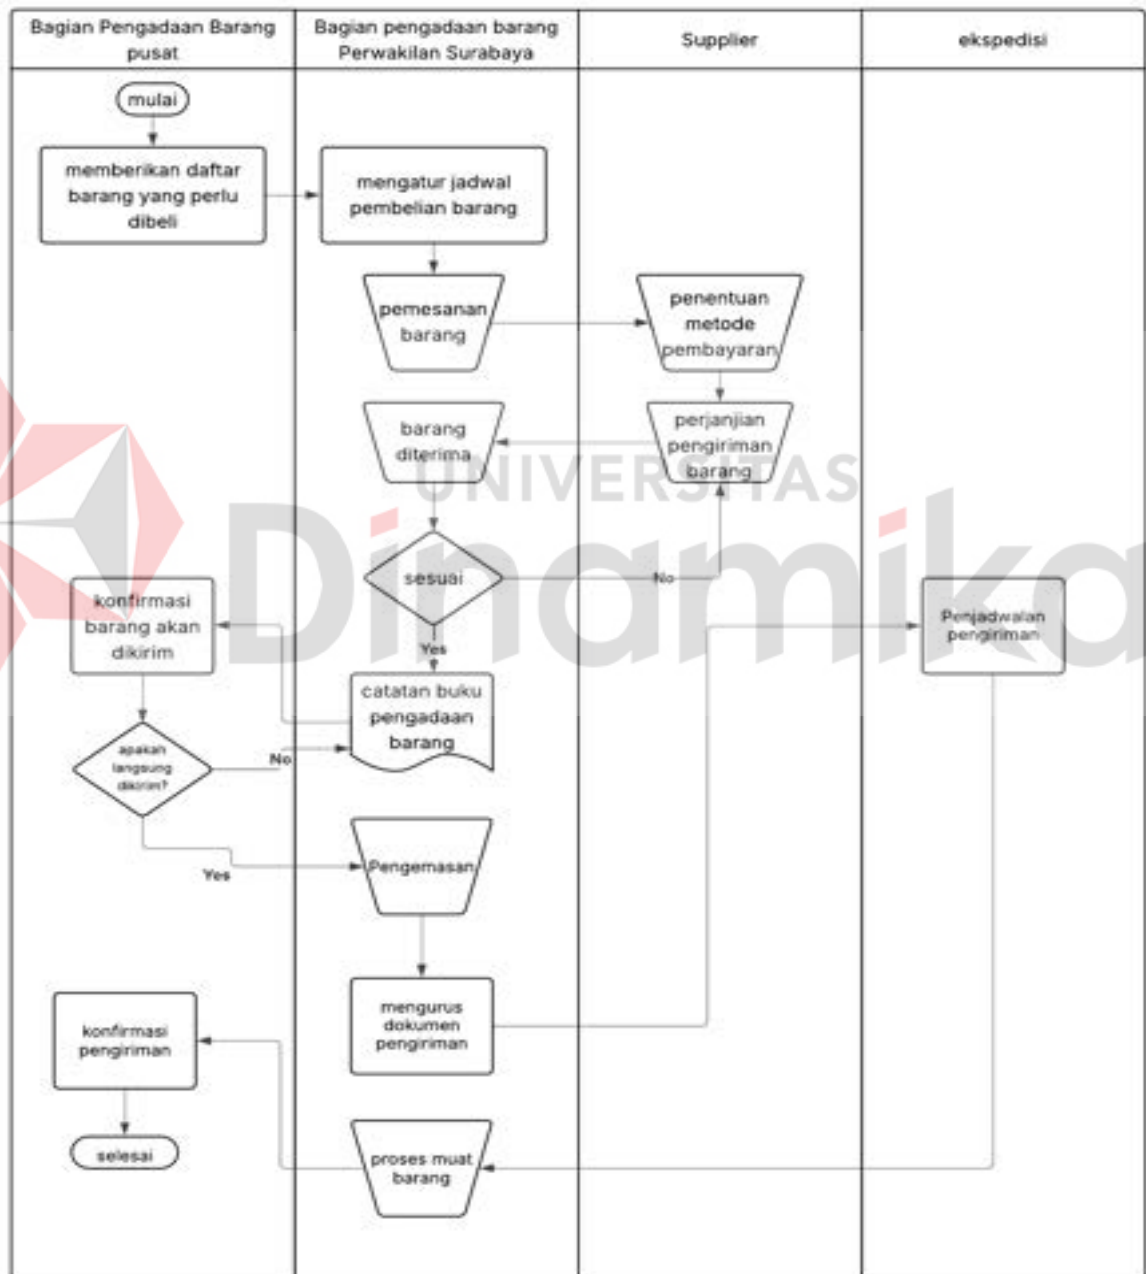 Bagian Pengadaan Barang
pusat
Bagian pengadaan barang
Perwakilan Surabaya
Supplier
ekspedisi
mulai
memberikan daftar
barang yang perlu
dibeli
mengatur jadwal
pembelian barang
pemesanan
barang
penentuan
metode
pembayaran
barang
diterima
perjanjian
pengiriman
barang
UNIVERSITAS
Dinamika
sesuai
No
Yes
konfirmasi
barang akan
dikirim
Penjadwalan
pengiriman
catatan buku
pengadaan
barang
apakan
langsung
dikirim?
No
Yes
Pengemasan
mengurus
dokumen
pengiriman
konfirmasi
pengiriman
selesai
proses muat
barang